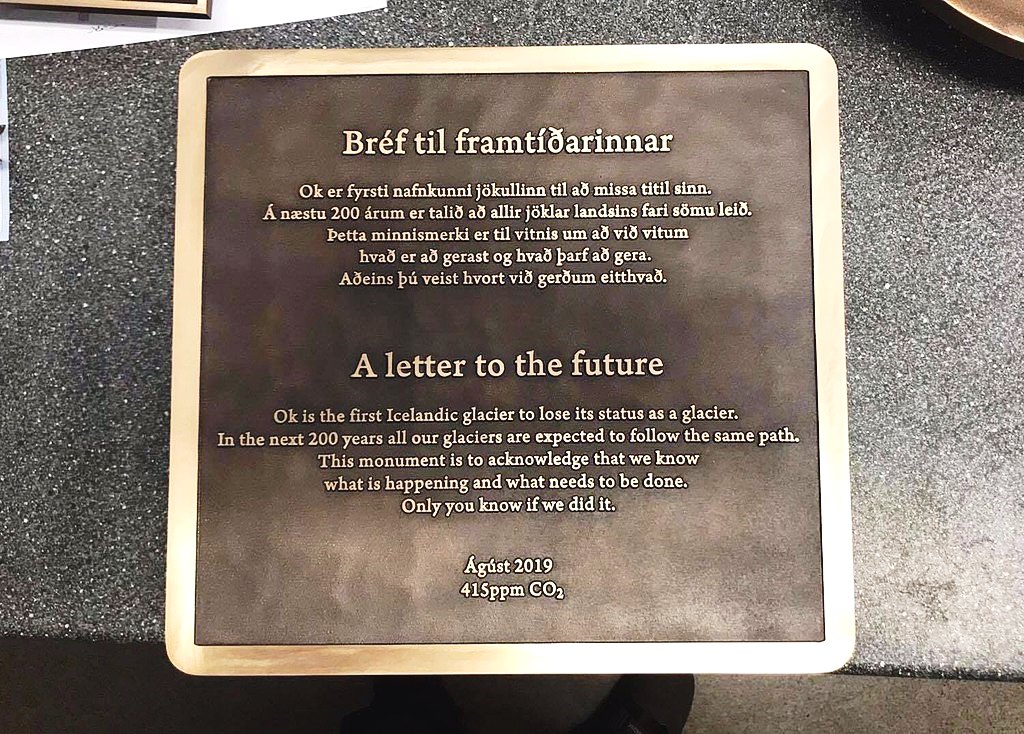 Bréf til framtíðarinnar
Ok er fyrsti nafnkunni jökullinn til að missa titil sinn.
Á næstu 200 árum er talið að allir jöklar landsins fari sömu leið.
Þetta minnismerki er til vitnis um að við vitum
hvað er að gerast og hvað þarf að gera.
Aðeins þú veist hvort við gerðum eitthvað.
A letter to the future
Ok is the first Icelandic glacier to lose its status as a glacier.
In the next 200 years all our glaciers are expected to follow the same path.
This monument is to acknowledge that we know
what is happening and what needs to be done.
Only you know if we did it.
Ágúst 2019
415ppm CO₂